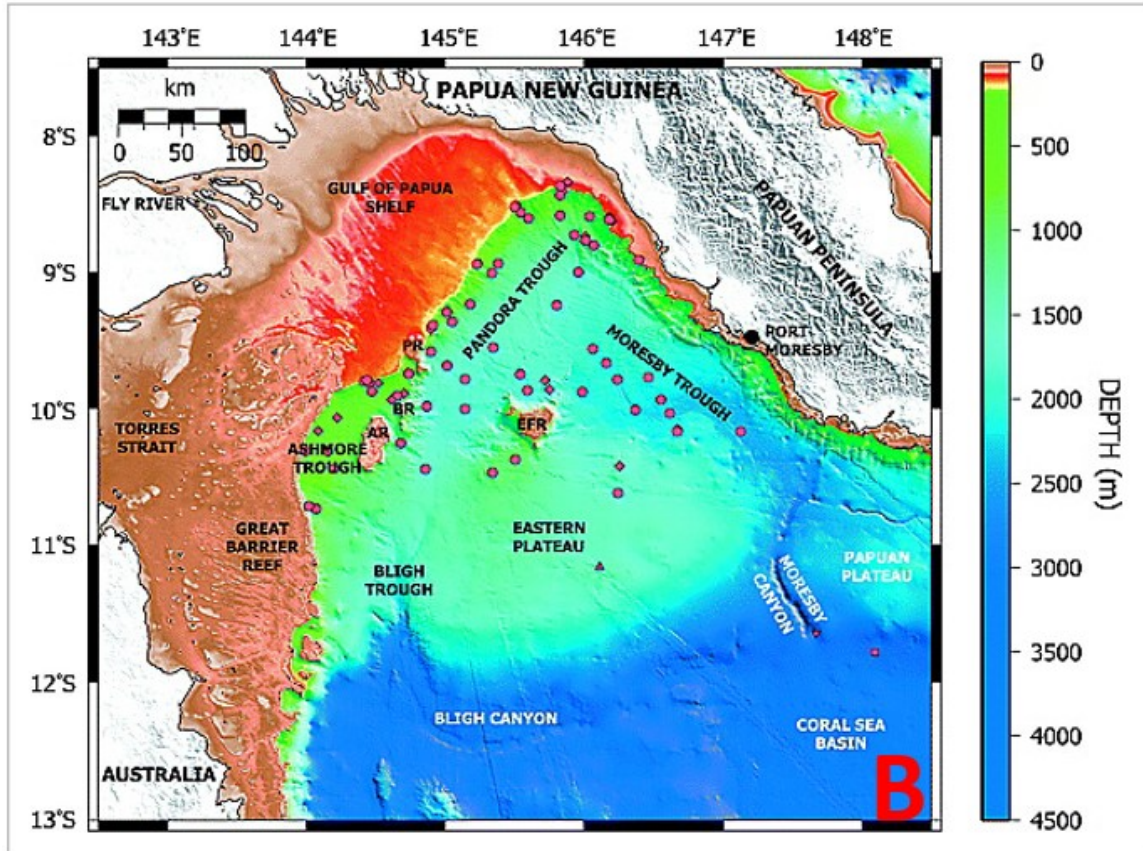 143°E 144°E 145°E 146°E 147°E 148°E
km
0 50 100
PAPUA NEW GUINEA
8°S
GULF OF PAPUA
SHELF
FLY RIVER
PAPUAN PENINSULA
9°S
PANDORA TROUGH
PORT
MORESBY
PR
MORESBY TROUGH
10°S
BR
TORRES
STRAIT
AR
EFR
ASHMORE
TROUGH
GREAT
BARRIER
REEF
EASTERN
PLATEAU
11°S
PAPUAN
PLATEAU
BLIGH
TROUGH
MORESBY
CANYON
12°S
BLIGH CANYON
CORAL SEA
BASIN
AUSTRALIA
B
13°S
0
500
1000
1500
2000
2500
3500
4000
4500
DEPTH (m)